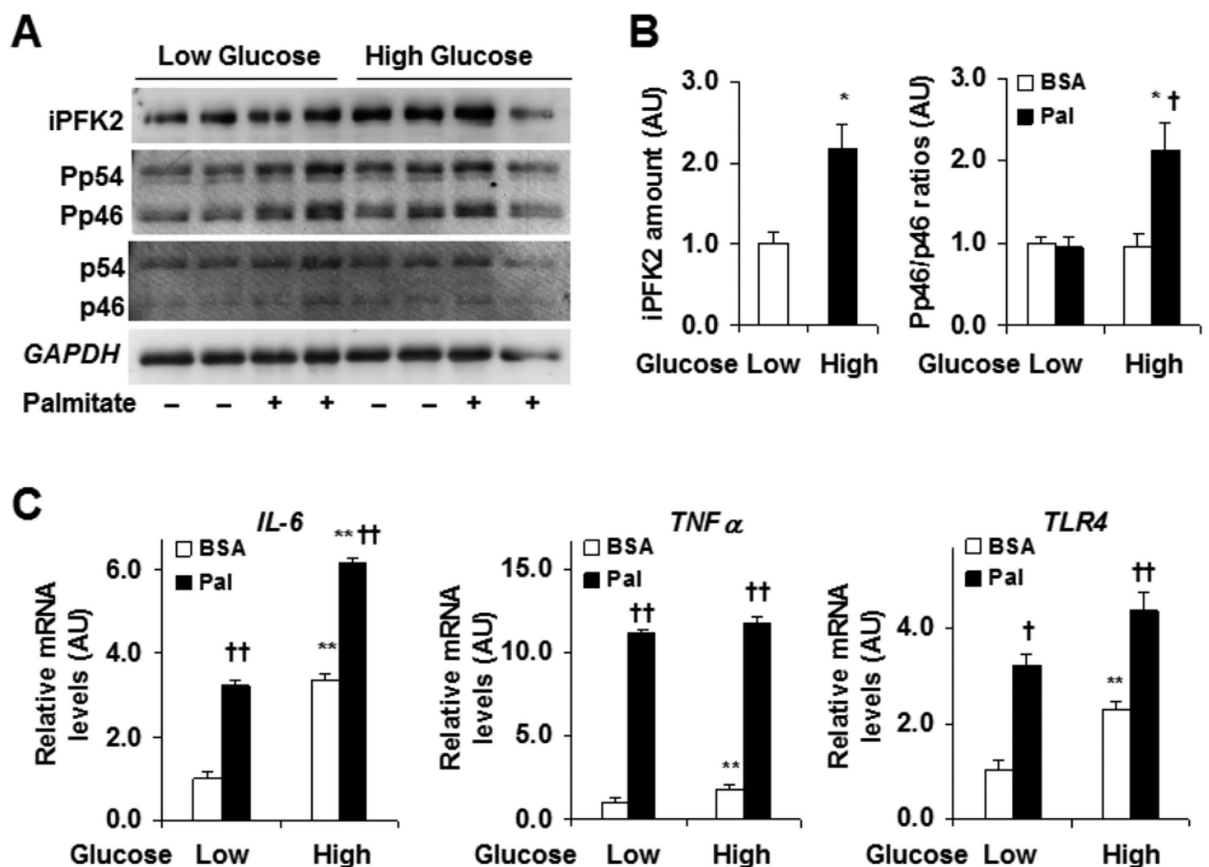 A
Low Glucose High Glucose
iPFK2
Pp54
Pp46
p54
p46
GAPDH
Palmitate – – + + – – + +
B
iPFK2 amount (AU)
3.0
2.0
1.0
0.0
*
Glucose Low High
Pp46/p46 ratios (AU)
3.0
2.0
1.0
0.0
BSA
Pal
* †
Glucose Low High
C
IL-6
Relative mRNA
levels (AU)
6.0
4.0
2.0
0.0
BSA
Pal
††
**
** ††
Glucose Low High
TNF α
Relative mRNA
levels (AU)
15.0
10.0
5.0
0.0
BSA
Pal
††
**
††
Glucose Low High
TLR4
Relative mRNA
levels (AU)
4.0
2.0
0.0
BSA
Pal
†
**
††
Glucose Low High